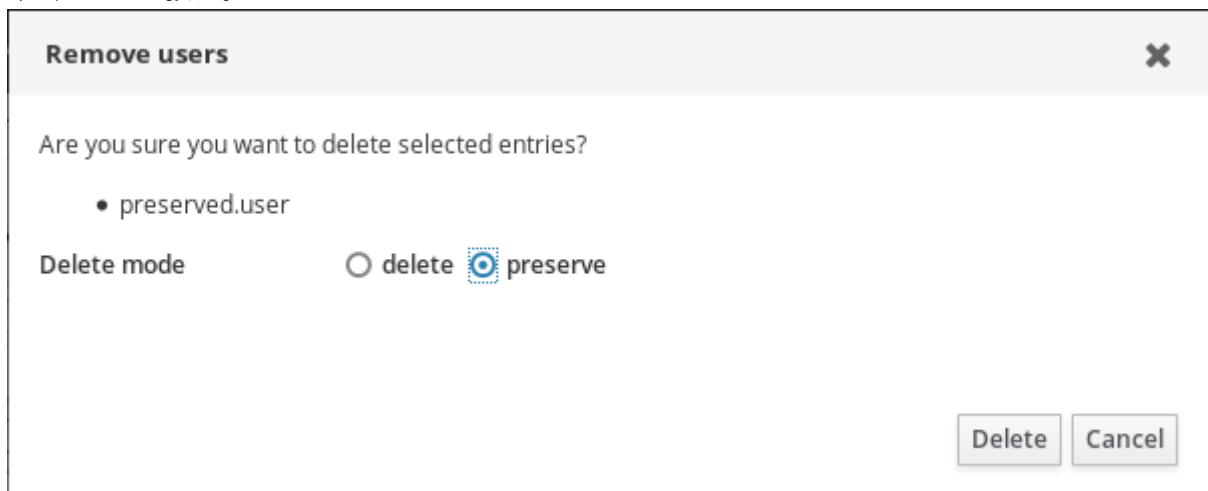 Remove users
Are you sure you want to delete selected entries?
• preserved.user
Delete mode delete preserve
Delete Cancel